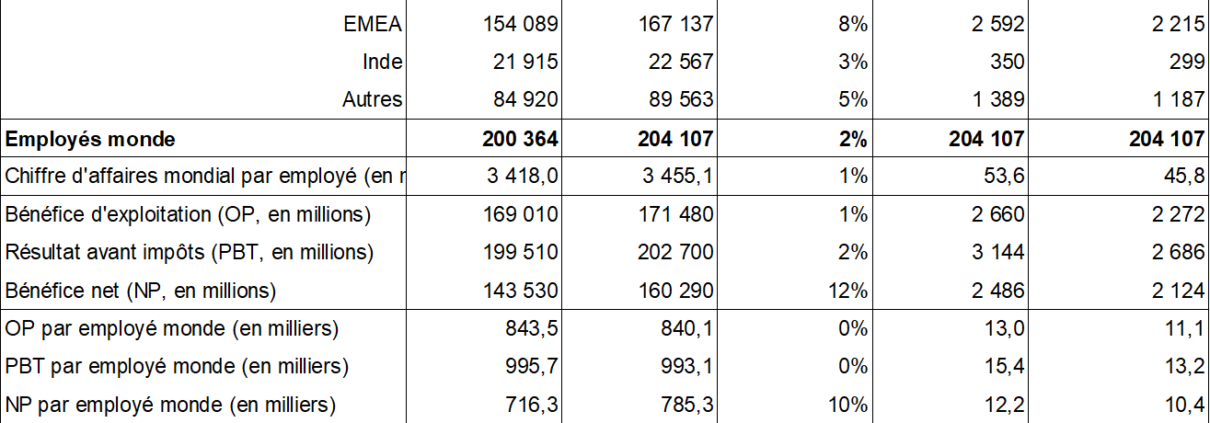 EMEA 154 089 167 137 8% 2 592 2 215
Inde 21 915 22 567 3% 350 299
Autres 84 920 89 563 5% 1 389 1 187
Employés monde 200 364 204 107 2% 204 107 204 107
Chiffre d'affaires mondial par employé (en r 3 418,0 3 455,1 1% 53,6 45,8
Bénéfice d'exploitation (OP, en millions) 169 010 171 480 1% 2 660 2 272
Résultat avant impôts (PBT, en millions) 199 510 202 700 2% 3 144 2 686
Bénéfice net (NP, en millions) 143 530 160 290 12% 2 486 2 124
OP par employé monde (en milliers) 843,5 840,1 0% 13,0 11,1
PBT par employé monde (en milliers) 995,7 993,1 0% 15,4 13,2
NP par employé monde (en milliers) 716,3 785,3 10% 12,2 10,4